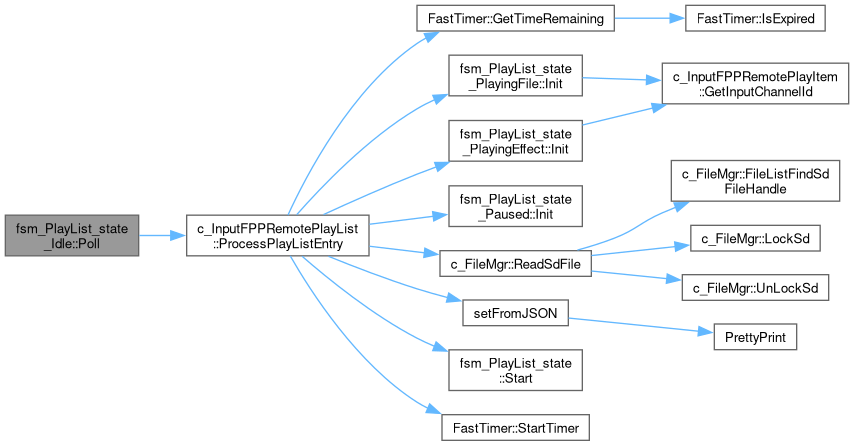 fsm_PlayList_state
_Idle::Poll
c_InputFPPRemotePlayList
::ProcessPlayListEntry
FastTimer::GetTimeRemaining
FastTimer::IsExpired
fsm_PlayList_state
_PlayingFile::Init
c_InputFPPRemotePlayItem
::GetInputChannelId
fsm_PlayList_state
_PlayingEffect::Init
fsm_PlayList_state
_Paused::Init
c_FileMgr::ReadSdFile
c_FileMgr::FileListFindSd
FileHandle
c_FileMgr::LockSd
c_FileMgr::UnLockSd
setFromJSON
PrettyPrint
fsm_PlayList_state
::Start
FastTimer::StartTimer